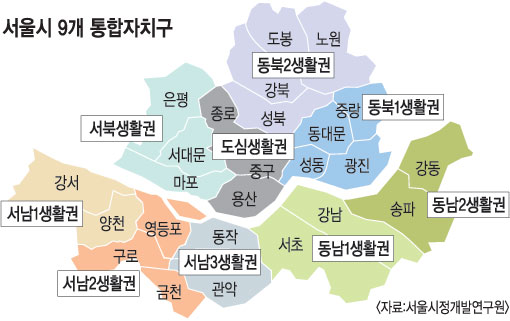 서울시 9개 통합자치구
도봉
노원
동북2생활권
강북
은평
종로
성북
중랑
동북1생활권
서북생활권
동대문
도심생활권
서대문
성동
광진
강동
마포
중구
강서
용산
강남
송파
동남2생활권
서남1생활권
양천
영등포
동작
서초
동남1생활권
구로
서남3생활권
서남2생활권
금천
관악
〈자료:서울시정개발연구원〉